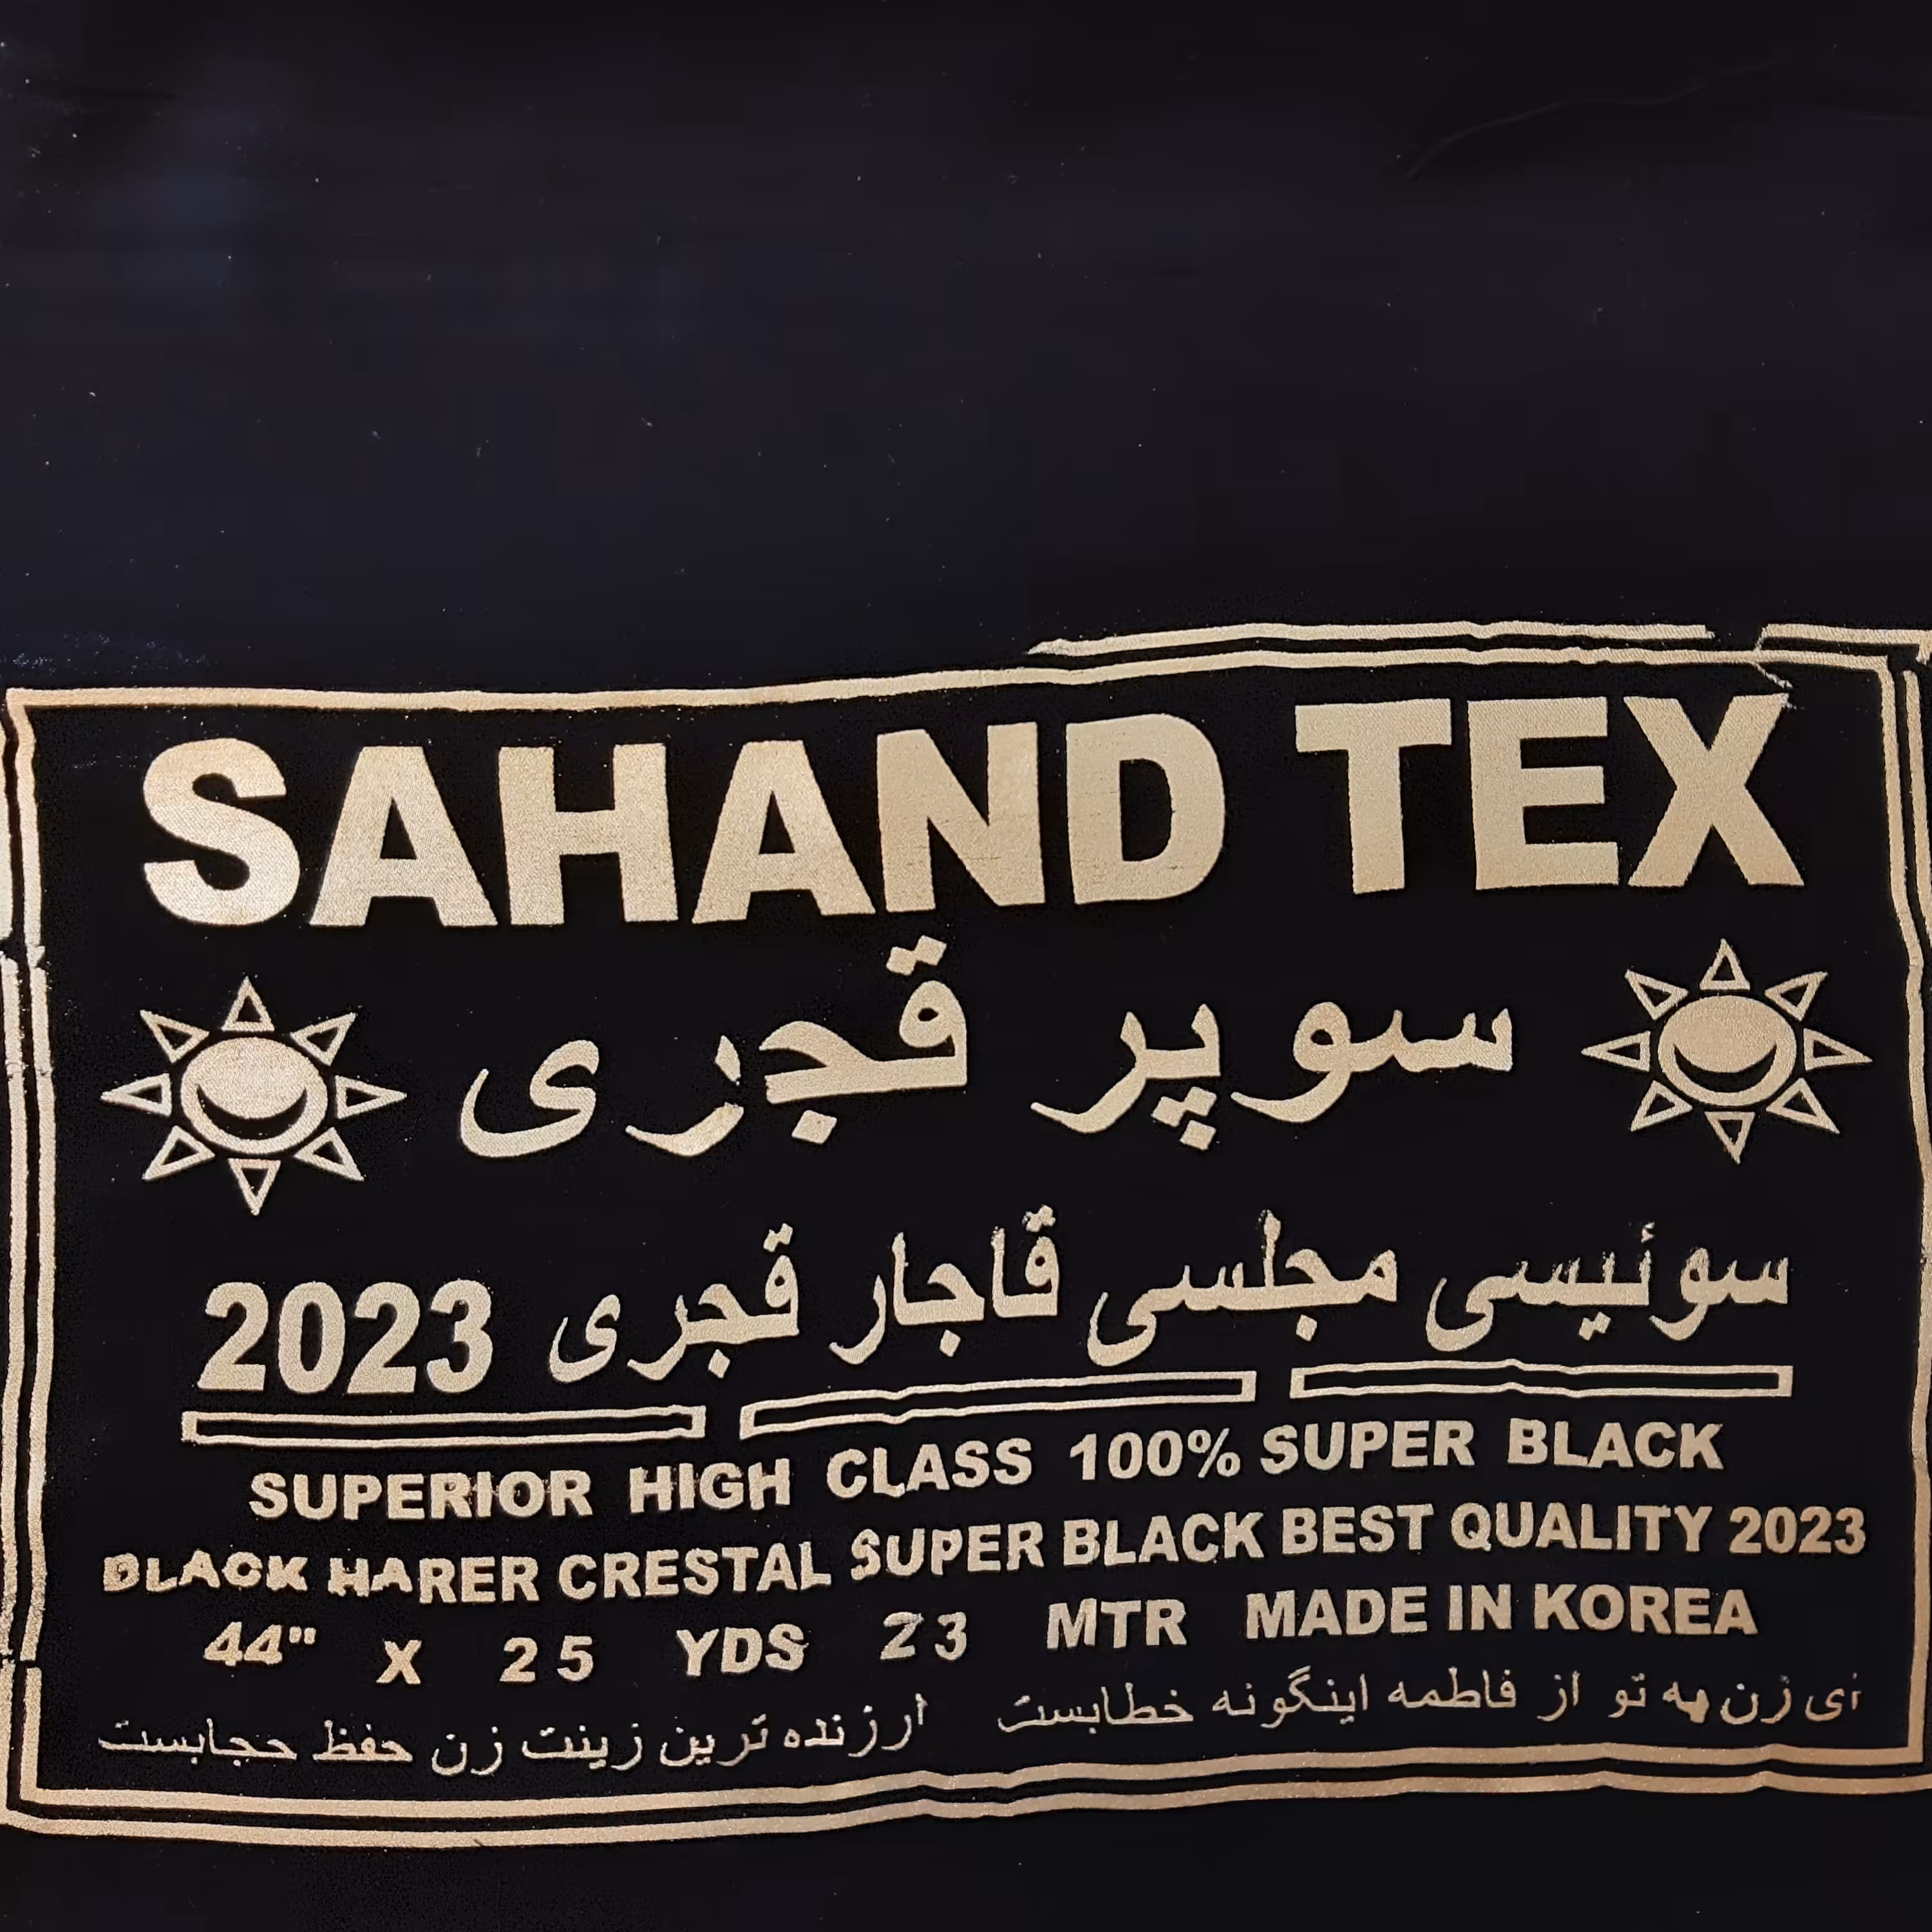 SAHAND TEX
سوپر قجری
سوئیسی مجلسی قاجار قجری 2023
SUPERIOR HIGH CLASS 100% SUPER BLACK
BLACK HARER CRESTAL SUPER BLACK BEST QUALITY 2023
44" X 25 YDS 23 MTR MADE IN KOREA
ای زن به تو از فاطمه اینگونه خطابست ارزنده ترین زینت زن حفظ حجابست